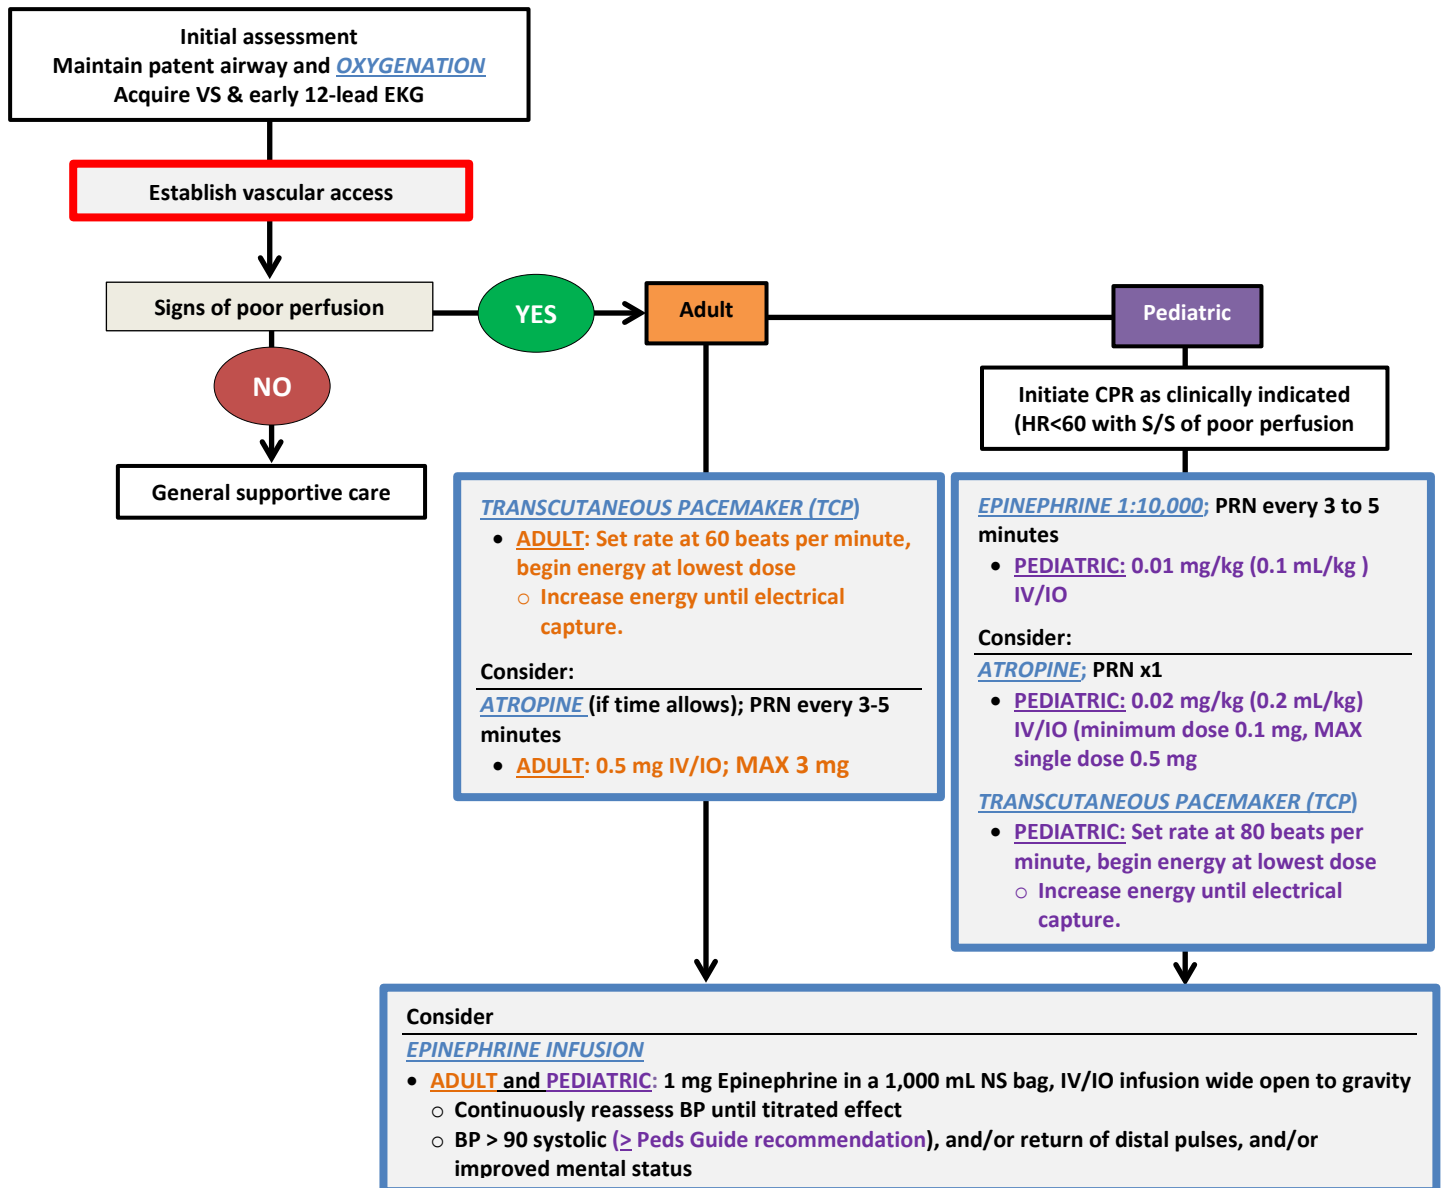 Initial assessment
Maintain patent airway and OXYGENATION
Acquire VS & early 12-lead EKG
Establish vascular access
Signs of poor perfusion
YES
Adult
Pediatric
NO
General supportive care
Initiate CPR as clinically indicated
(HR<60 with S/S of poor perfusion
TRANSCUTANEOUS PACEMAKER (TCP)
• ADULT: Set rate at 60 beats per minute,
begin energy at lowest dose
○ Increase energy until electrical
capture.
Consider:
ATROPINE (if time allows); PRN every 3-5
minutes
• ADULT: 0.5 mg IV/IO; MAX 3 mg
EPINEPHRINE 1:10,000; PRN every 3 to 5
minutes
• PEDIATRIC: 0.01 mg/kg (0.1 mL/kg )
IV/IO
Consider:
ATROPINE; PRN x1
• PEDIATRIC: 0.02 mg/kg (0.2 mL/kg)
IV/IO (minimum dose 0.1 mg, MAX
single dose 0.5 mg
TRANSCUTANEOUS PACEMAKER (TCP)
• PEDIATRIC: Set rate at 80 beats per
minute, begin energy at lowest dose
○ Increase energy until electrical
capture.
Consider
EPINEPHRINE INFUSION
• ADULT and PEDIATRIC: 1 mg Epinephrine in a 1,000 mL NS bag, IV/IO infusion wide open to gravity
○ Continuously reassess BP until titrated effect
○ BP > 90 systolic (> Peds Guide recommendation), and/or return of distal pulses, and/or
improved mental status